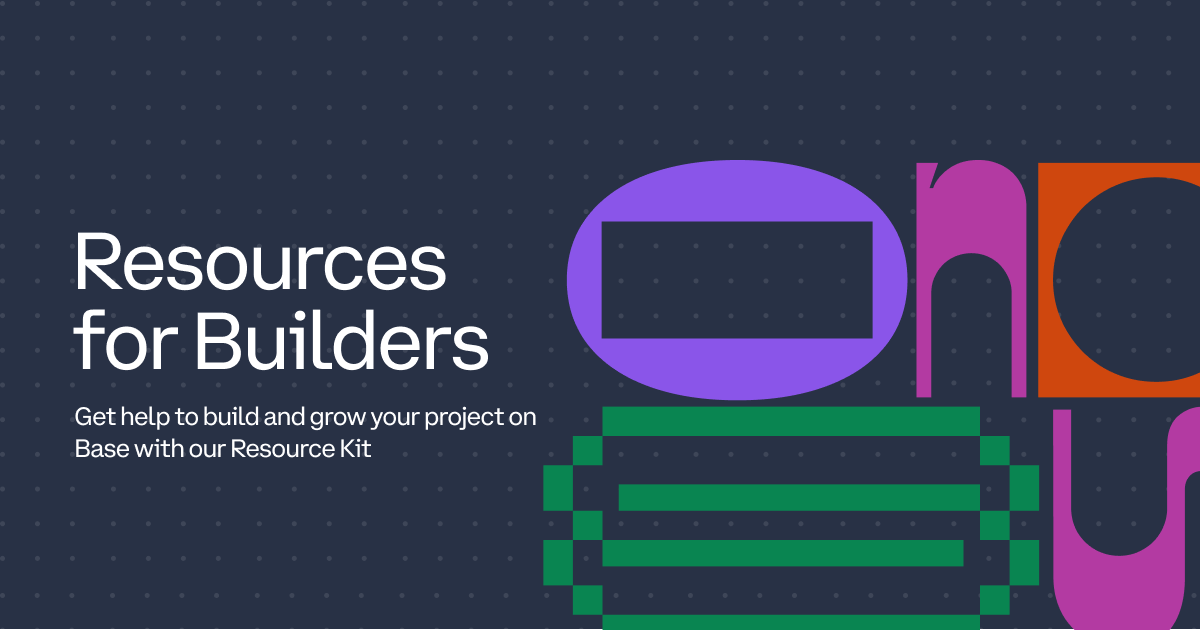 Resources
for Builders
Get help to build and grow your project on
Base with our Resource Kit